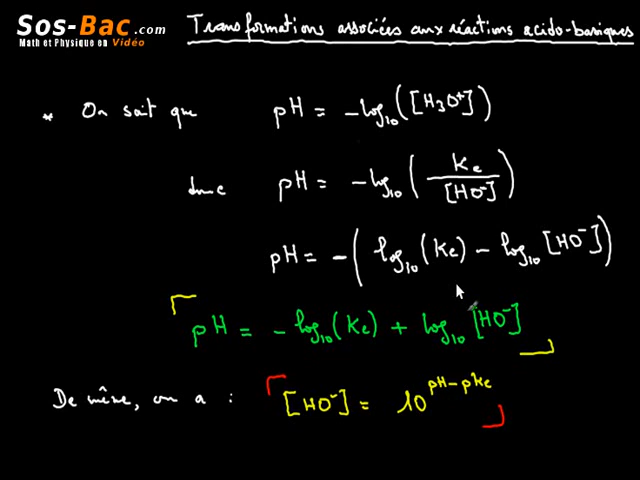 Sos-Bac.com
Math et Physique en Vidéo
Transformations associées aux réactions acido-basiques
* On sait que pH = -log₁₀([H₃O⁺])
donc pH = -log₁₀(Ke/[HO⁻])
pH = -(log₁₀(Ke) - log₁₀[HO⁻])
pH = -log₁₀(Ke) + log₁₀[HO⁻]
De même, on a : [HO⁻] = 10^(pH-pKe)